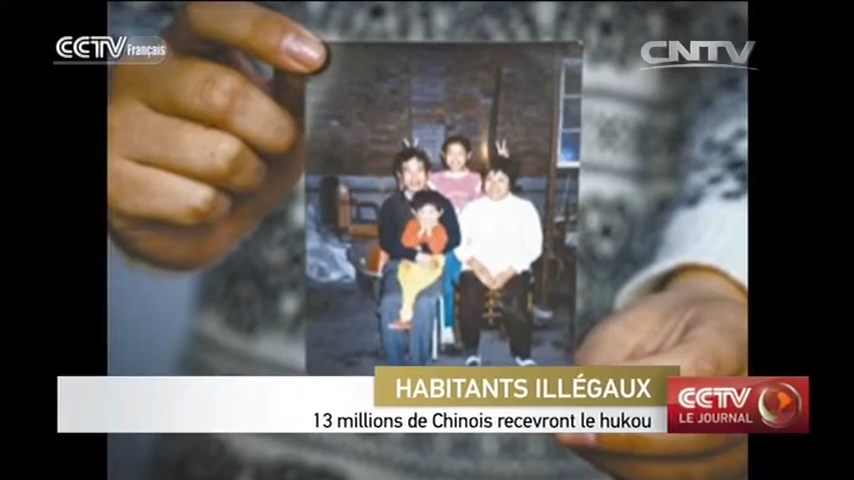 CCTV Français
CNTV
HABITANTS ILLÉGAUX
13 millions de Chinois recevront le hukou
CCTV
LE JOURNAL